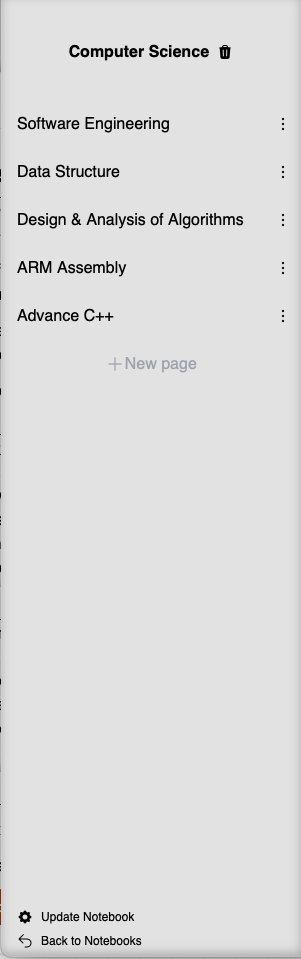 Computer Science
Software Engineering
Data Structure
Design & Analysis of Algorithms
ARM Assembly
Advance C++
New page
Update Notebook
Back to Notebooks